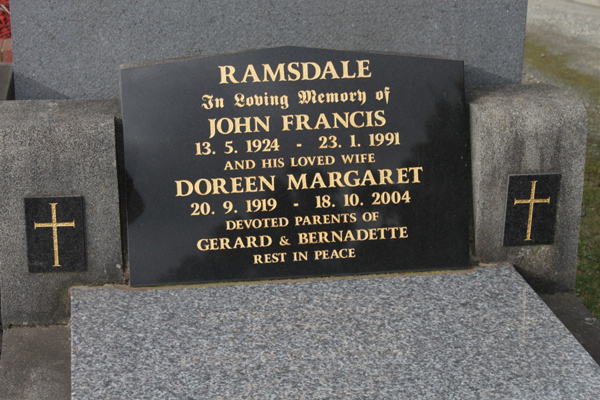 RAMSDALE
In Loving Memory of
JOHN FRANCIS
13. 5. 1924 - 23. 1. 1991
AND HIS LOVED WIFE
DOREEN MARGARET
20. 9. 1919 - 18. 10. 2004
DEVOTED PARENTS OF
GERARD & BERNADETTE
REST IN PEACE